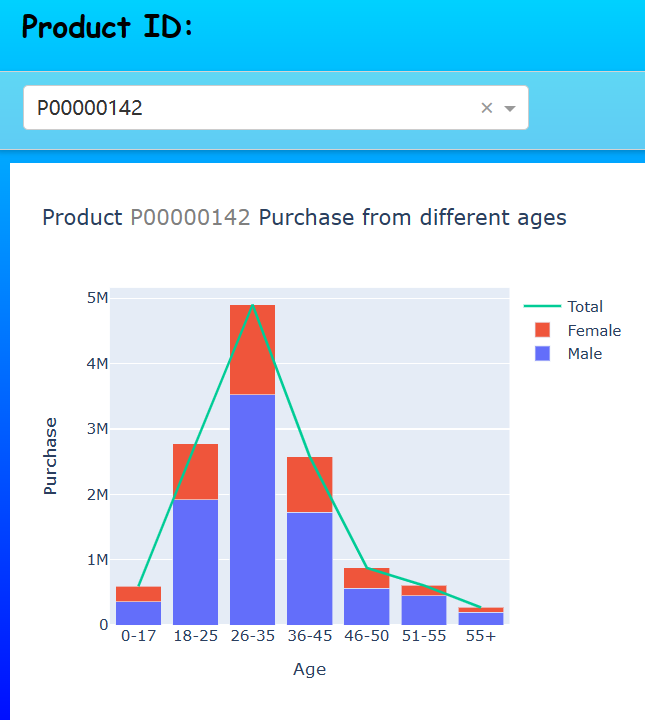 Product ID:
P00000142
Product P00000142 Purchase from different ages
5M
4M
3M
2M
1M
0
Purchase
0-17 18-25 26-35 36-45 46-50 51-55 55+
Age
Total
Female
Male